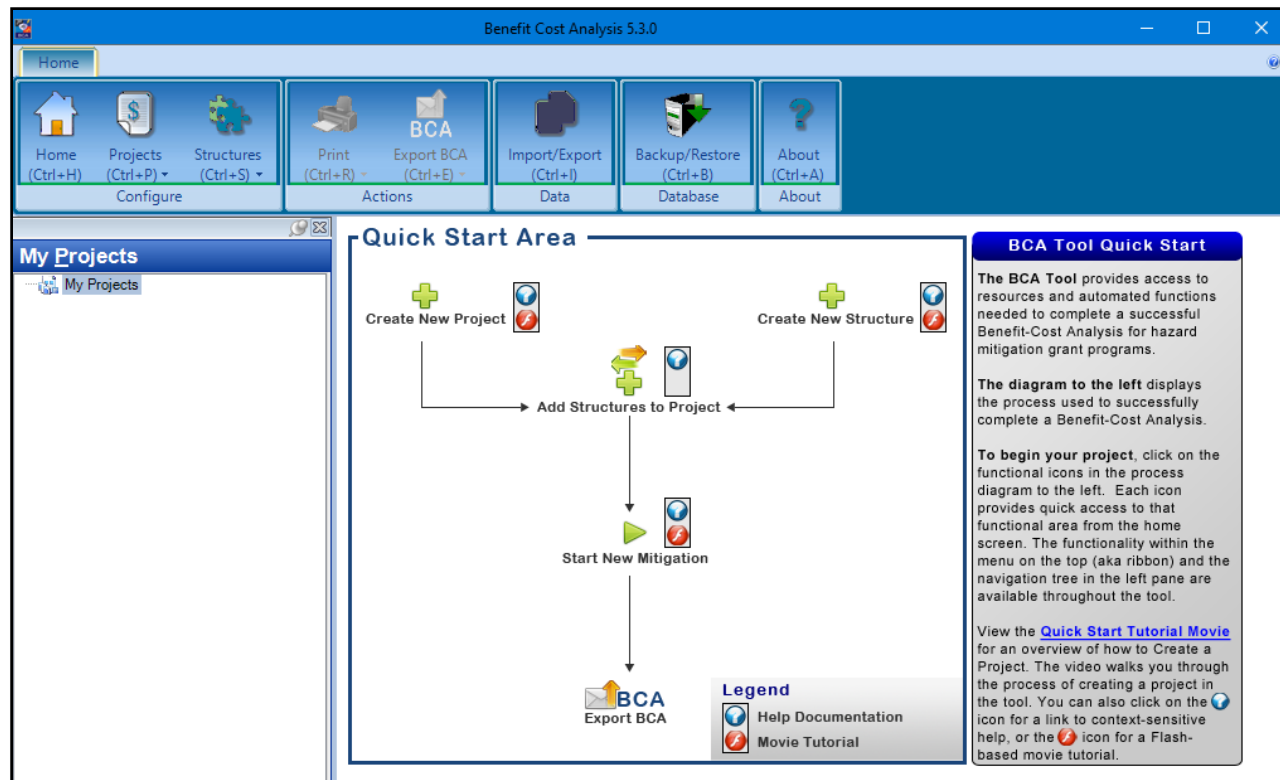 Benefit Cost Analysis 5.3.0
Home
Home
(Ctrl+H)
Projects
(Ctrl+P)
Structures
(Ctrl+S)
Configure
Print
(Ctrl+R)
BCA
Export BCA
(Ctrl+E)
Actions
Import/Export
(Ctrl+I)
Data
Backup/Restore
(Ctrl+B)
Database
?
About
(Ctrl+A)
About
My Projects
My Projects
Quick Start Area
Create New Project
Create New Structure
Add Structures to Project
Start New Mitigation
BCA
Export BCA
Legend
Help Documentation
Movie Tutorial
BCA Tool Quick Start
The BCA Tool provides access to
resources and automated functions
needed to complete a successful
Benefit-Cost Analysis for hazard
mitigation grant programs.
The diagram to the left displays
the process used to successfully
complete a Benefit-Cost Analysis.
To begin your project, click on the
functional icons in the process
diagram to the left. Each icon
provides quick access to that
functional area from the home
screen. The functionality within the
menu on the top (aka ribbon) and the
navigation tree in the left pane are
available throughout the tool.
View the Quick Start Tutorial Movie
for an overview of how to Create a
Project. The video walks you through
the process of creating a project in
the tool. You can also click on the
icon for a link to context-sensitive
help, or the icon for a Flash-
based movie tutorial.